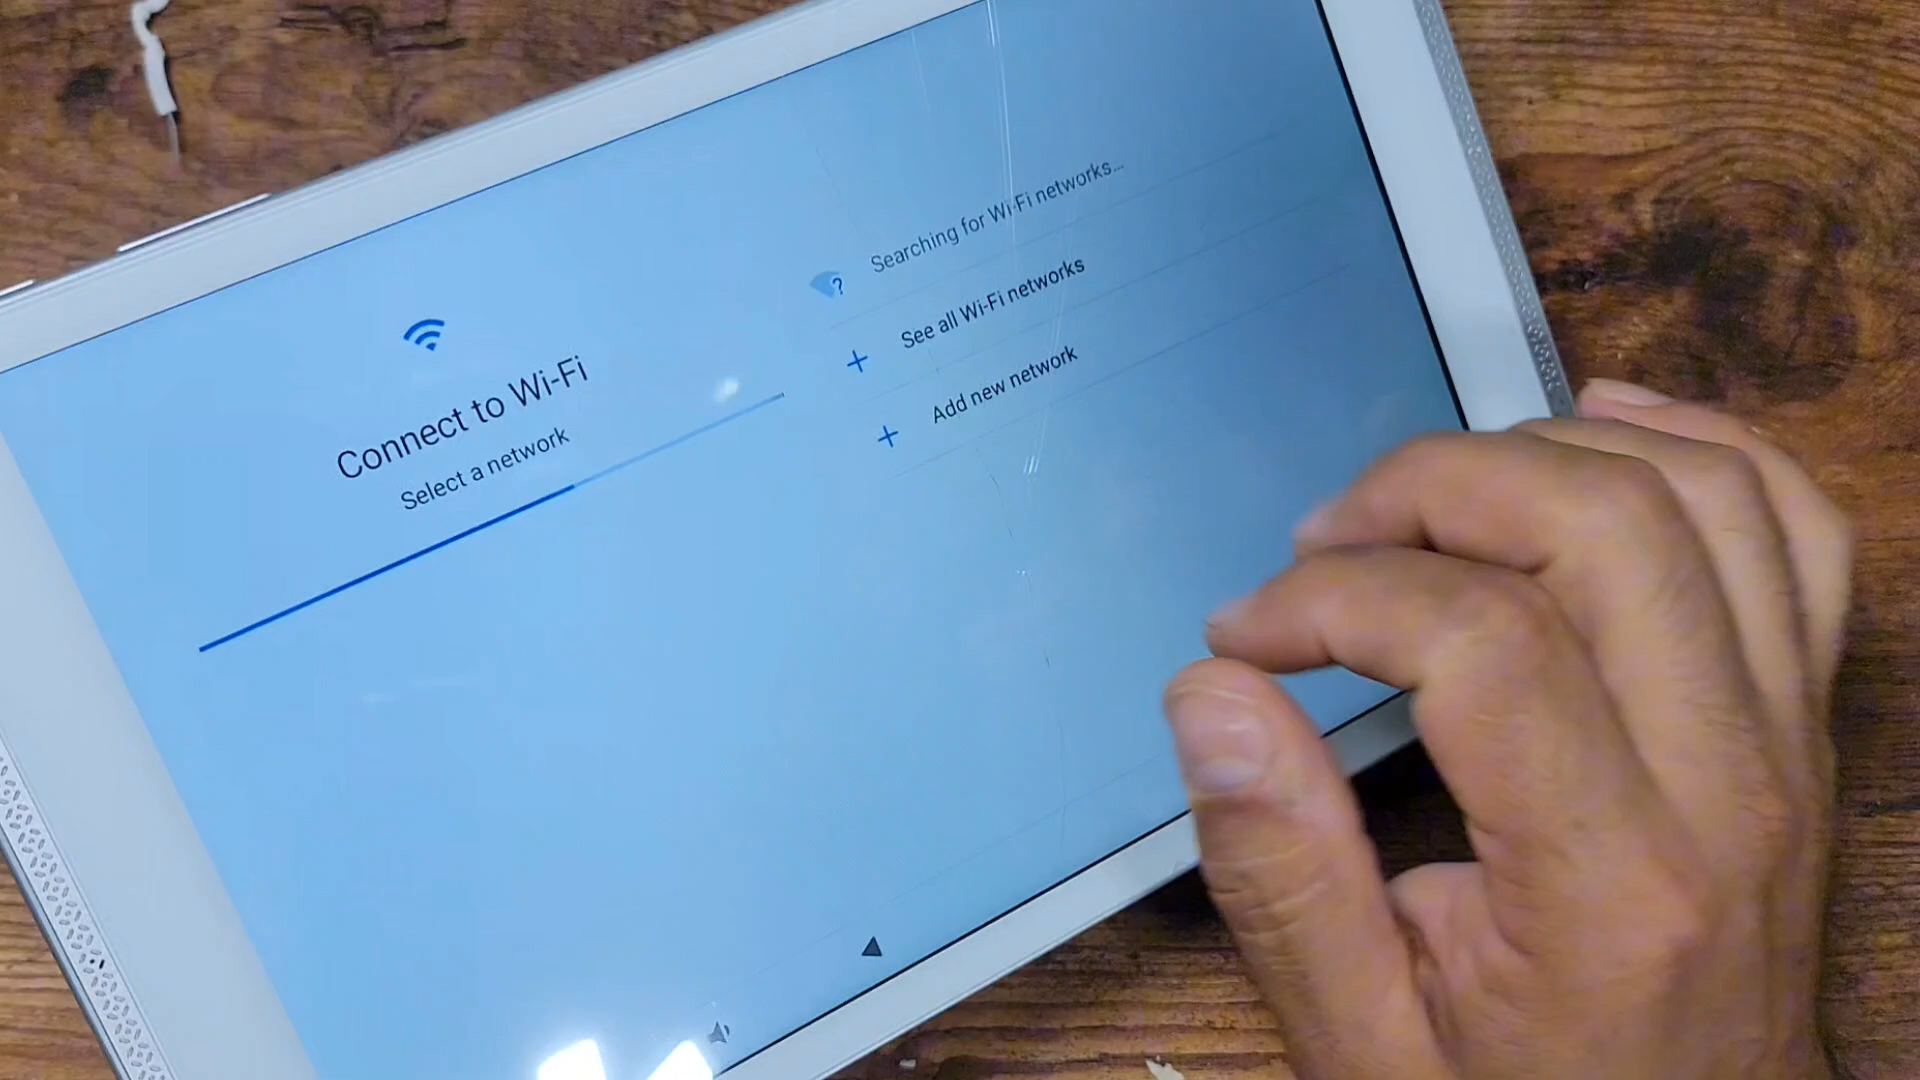 Connect to Wi-Fi
Select a network
Searching for Wi-Fi networks...
See all Wi-Fi networks
Add new network